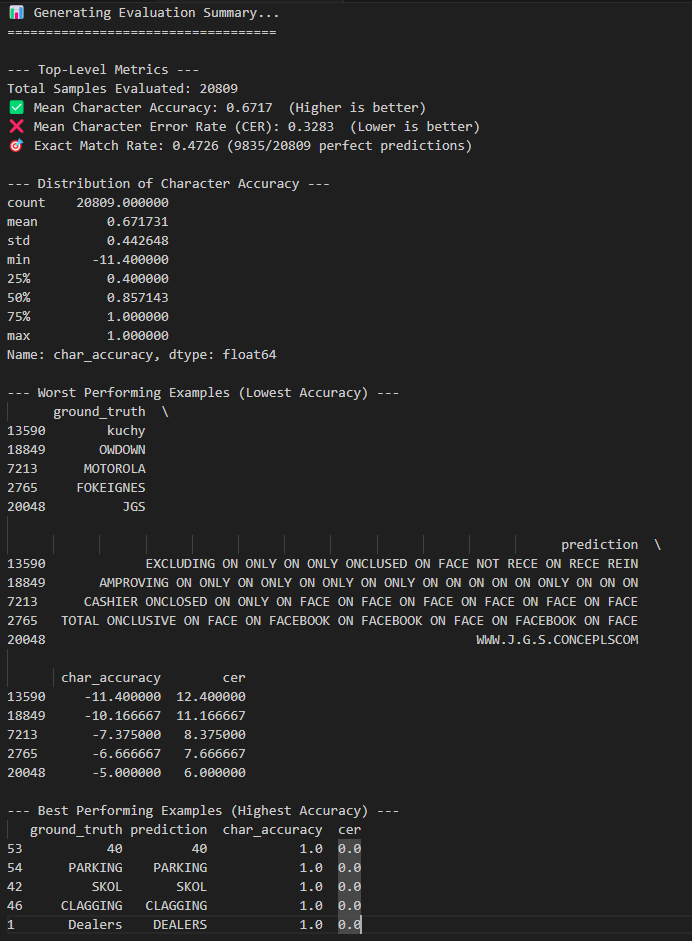 📊 Generating Evaluation Summary...
===================================
--- Top-Level Metrics ---
Total Samples Evaluated: 20809
✅ Mean Character Accuracy: 0.6717  (Higher is better)
❌ Mean Character Error Rate (CER): 0.3283  (Lower is better)
🎯 Exact Match Rate: 0.4726 (9835/20809 perfect predictions)
--- Distribution of Character Accuracy ---
count    20809.000000
mean         0.671731
std          0.442648
min        -11.400000
25%          0.400000
50%          0.857143
75%          1.000000
max          1.000000
Name: char_accuracy, dtype: float64
--- Worst Performing Examples (Lowest Accuracy) ---
ground_truth  \
13590        kuchy
18849       OWDOWN
7213      MOTOROLA
2765     FOKEIGNES
20048          JGS
prediction  \
13590             EXCLUDING ON ONLY ON ONLY ONCLUSED ON FACE NOT RECE ON RECE REIN
18849       AMPROVING ON ONLY ON ONLY ON ONLY ON ONLY ON ON ON ON ON ONLY ON ON ON
7213      CASHIER ONCLOSED ON ONLY ON FACE ON FACE ON FACE ON FACE ON FACE ON FACE
2765   TOTAL ONCLUSIVE ON FACE ON FACEBOOK ON FACEBOOK ON FACE ON FACEBOOK ON FACE
20048                                                        WWW.J.G.S.CONCEPLSCOM
char_accuracy        cer
13590     -11.400000  12.400000
18849     -10.166667  11.166667
7213       -7.375000   8.375000
2765       -6.666667   7.666667
20048      -5.000000   6.000000
--- Best Performing Examples (Highest Accuracy) ---
ground_truth prediction  char_accuracy  cer
53           40         40            1.0  0.0
54      PARKING    PARKING            1.0  0.0
42         SKOL       SKOL            1.0  0.0
46     CLAGGING   CLAGGING            1.0  0.0
1       Dealers    DEALERS            1.0  0.0